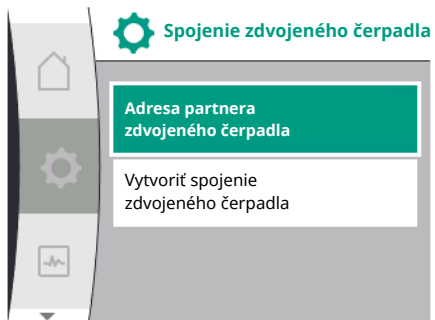 Spojenie zdvojeného čerpadla
Adresa partnera
zdvojeného čerpadla
Vytvoriť spojenie
zdvojeného čerpadla